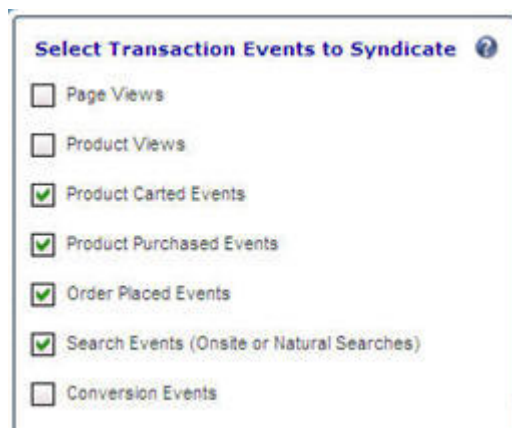 Select Transaction Events to Syndicate ?
Page Views
Product Views
Product Carted Events
Product Purchased Events
Order Placed Events
Search Events (Onsite or Natural Searches)
Conversion Events